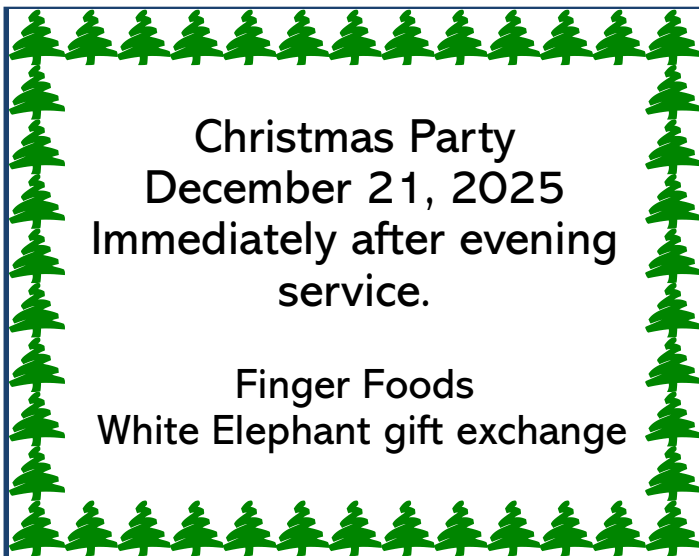 Christmas Party
December 21, 2025
Immediately after evening
service.
Finger Foods
White Elephant gift exchange